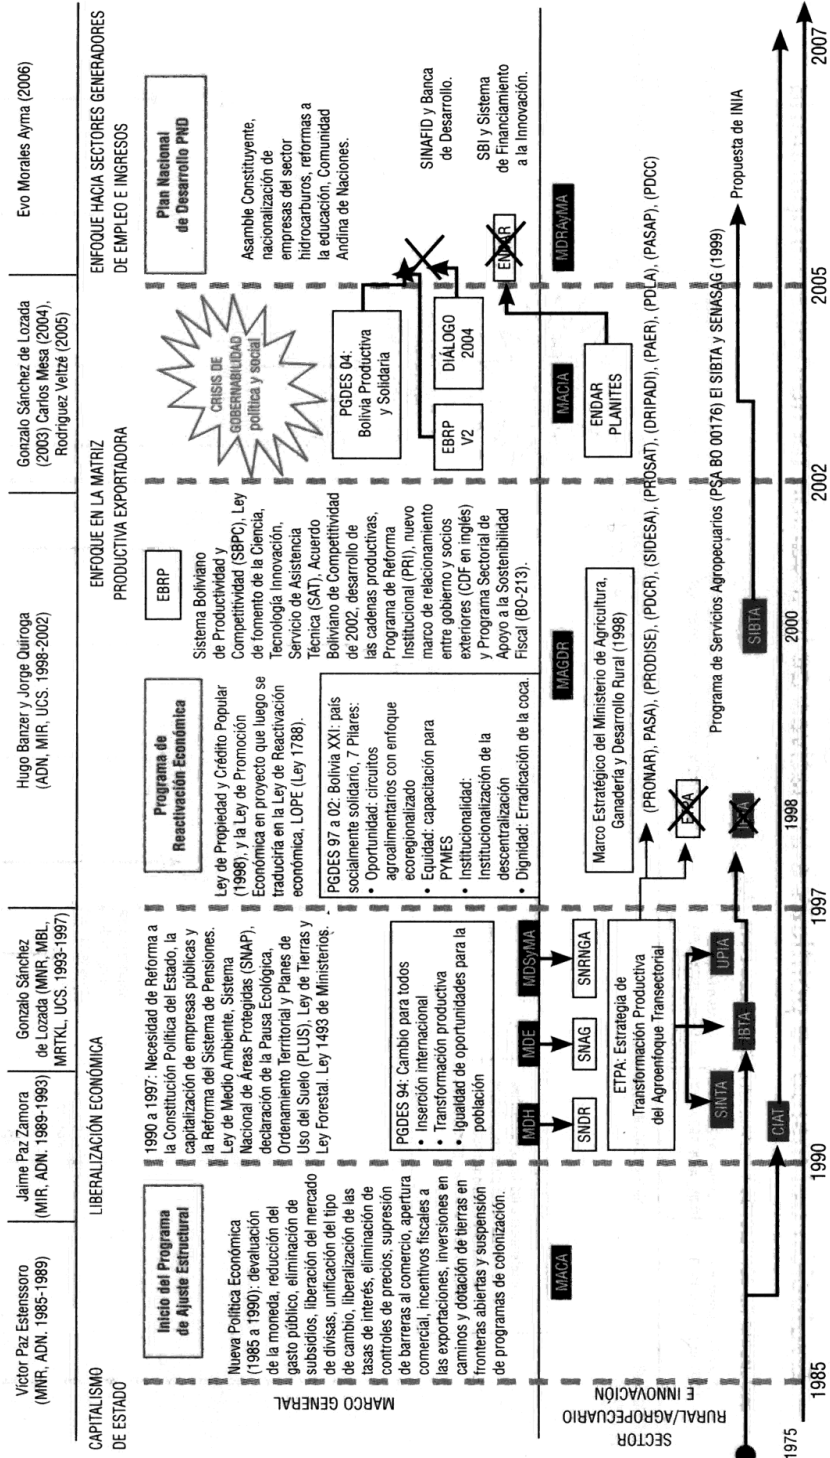 Víctor Paz Estenssoro
(MNR, ADN. 1985-1989)
Jaime Paz Zamora
(MIR, ADN. 1989-1993)
Gonzalo Sánchez
de Lozada (MNR, MBL,
MRTKL, UCS. 1993-1997)
Hugo Banzer y Jorge Quiroga
(ADN, MIR, UCS. 1998-2002)
Gonzalo Sánchez de Lozada
(2003) Carlos Mesa (2004),
Rodríguez Veltzé (2005)
Evo Morales Ayma (2006)
CAPITALISMO
DE ESTADO
LIBERALIZACIÓN ECONÓMICA
ENFOQUE EN LA MATRIZ
PRODUCTIVA EXPORTADORA
ENFOQUE HACIA SECTORES GENERADORES
DE EMPLEO E INGRESOS
MARCO GENERAL
Inicio del Programa
de Ajuste Estructural
Nueva Política Económica
(1985 a 1990): devaluación
de la moneda, reducción del
gasto público, eliminación de
subsidios, liberación del mercado
de divisas, unificación del tipo
de cambio, liberalización de las
tasas de interés, eliminación de
controles de precios, supresión
de barreras al comercio, apertura
comercial, incentivos fiscales a
las exportaciones, inversiones en
caminos y dotación de tierras en
fronteras abiertas y suspensión
de programas de colonización.
1990 a 1997: Necesidad de Reforma a
la Constitución Política del Estado, la
capitalización de empresas públicas y
la Reforma del Sistema de Pensiones.
Ley de Medio Ambiente, Sistema
Nacional de Áreas Protegidas (SNAP),
declaración de la Pausa Ecológica,
Ordenamiento Territorial y Planes de
Uso del Suelo (PLUS), Ley de Tierras y
Ley Forestal. Ley 1493 de Ministerios.
PGDES 94: Cambio para todos
• Inserción internacional
• Transformación productiva
• Igualdad de oportunidades para la
población
Programa de
Reactivación Económica
Ley de Propiedad y Crédito Popular
(1998), y la Ley de Promoción
Económica en proyecto que luego se
traduciría en la Ley de Reactivación
económica, LOPE (Ley 1788).
PGDES 97 a 02: Bolivia XXI: país
socialmente solidario, 7 Pilares:
• Oportunidad: circuitos
agroalimentarios con enfoque
ecoregionalizado
• Equidad: capacitación para
PYMES
• Institucionalidad:
Institucionalización de la
descentralización
• Dignidad: Erradicación de la coca.
EBRP
Sistema Boliviano
de Productividad y
Competitividad (SBPC), Ley
de fomento de la Ciencia,
Tecnología Innovación,
Servicio de Asistencia
Técnica (SAT), Acuerdo
Boliviano de Competitividad
de 2002, desarrollo de
las cadenas productivas,
Programa de Reforma
Institucional (PRI), nuevo
marco de relacionamiento
entre gobierno y socios
exteriores (CDF en inglés)
y Programa Sectorial de
Apoyo a la Sostenibilidad
Fiscal (BO-213).
CRISIS DE
GOBERNABILIDAD
política y social
PGDES 04:
Bolivia Productiva
y Solidaria
EBRP
V2
DIÁLOGO
2004
Plan Nacional
de Desarrollo PND
Asamble Constituyente,
nacionalización de
empresas del sector
hidrocarburos, reformas a
la educación, Comunidad
Andina de Naciones.
SINAFID y Banca
de Desarrollo.
SBI y Sistema
de Financiamiento
a la Innovación.
ENDAR
SECTOR
RURAL/AGROPECUARIO
E INNOVACIÓN
MACA
MDH
MDE
MDSyMA
SNDR
SNAG
SNRNGA
ETPA: Estrategia de
Transformación Productiva
del Agroenfoque Transectorial
SINTA
IBTA
UPIA
CIAT
MAGDR
Marco Estratégico del Ministerio de Agricultura,
Ganadería y Desarrollo Rural (1998)
(PRONAR), PASA), (PRODISE), (PDCR), (SIDESA), (PROSAT), (DRIPADI), (PAER), (PDLA), (PASAP), (PDCC)
ETPA
IBTA
Programa de Servicios Agropecuarios (PSA BO 00176) El SIBTA y SENASAG (1999)
SIBTA
MACIA
ENDAR
PLANITES
MDRAyMA
Propuesta de INIA
1975
1985
1990
1997
1998
2000
2002
2005
2007